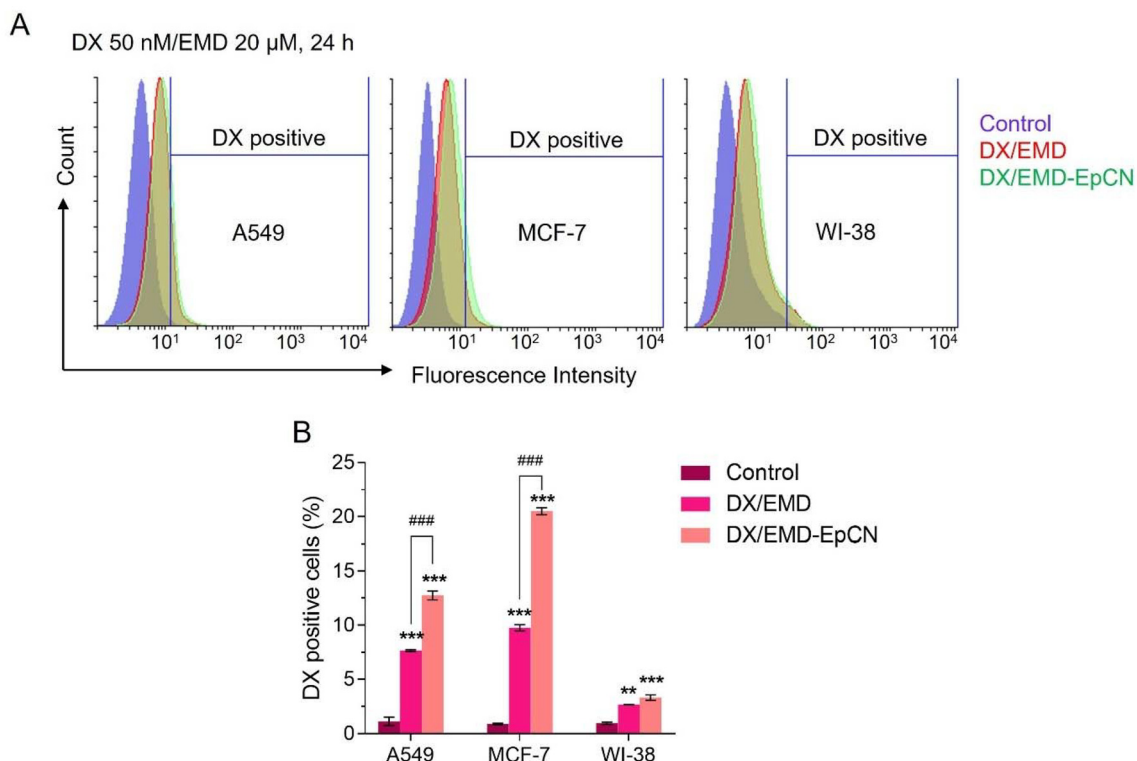 A
DX 50 nM/EMD 20 μM, 24 h
Count
DX positive
A549
10¹ 10² 10³ 10⁴
DX positive
MCF-7
10¹ 10² 10³ 10⁴
DX positive
WI-38
10¹ 10² 10³ 10⁴
Control
DX/EMD
DX/EMD-EpCN
Fluorescence Intensity
B
DX positive cells (%)
25
20
15
10
5
0
###
***
***
###
***
***
**
***
A549 MCF-7 WI-38
Control
DX/EMD
DX/EMD-EpCN